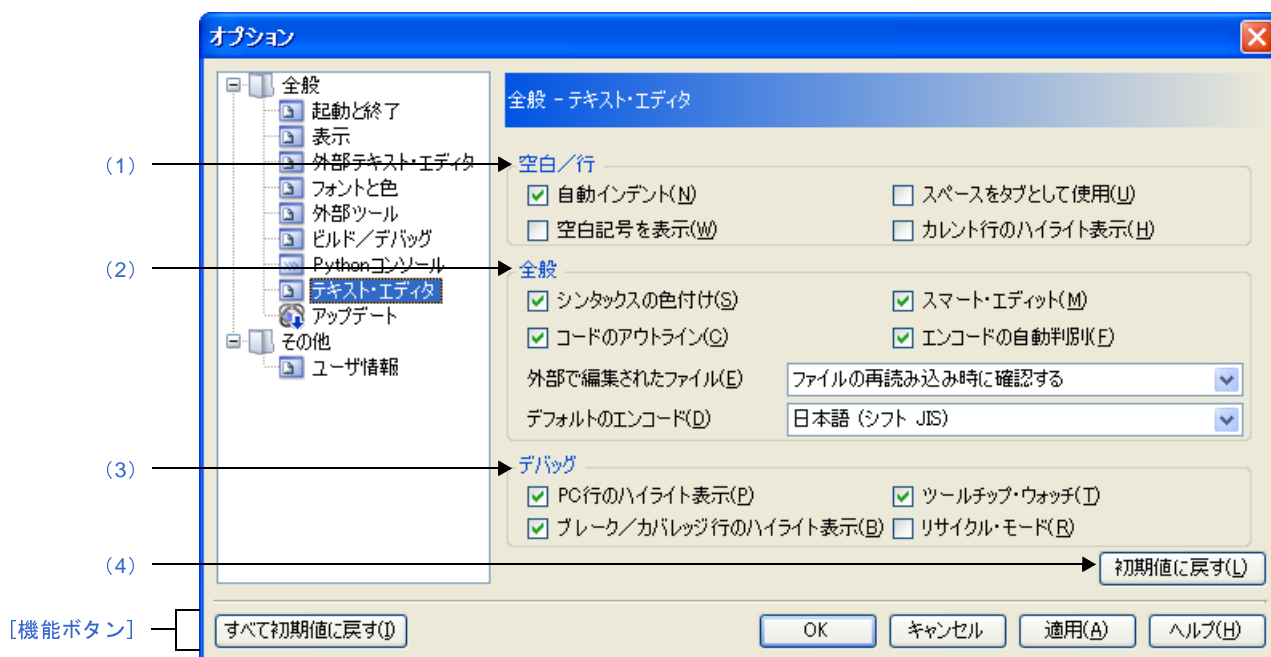 オプション
全般
起動と終了
表示
外部テキスト・エディタ
フォントと色
外部ツール
ビルド／デバッグ
Pythonコンソール
テキスト・エディタ
アップデート
その他
ユーザ情報
全般 - テキスト・エディタ
(1)
空白／行
自動インデント(N)
スペースをタブとして使用(U)
空白記号を表示(W)
カレント行のハイライト表示(H)
(2)
全般
シンタックスの色付け(S)
スマート・エディット(M)
コードのアウトライン(O)
エンコードの自動判別(F)
外部で編集されたファイル(E)
ファイルの再読み込み時に確認する
デフォルトのエンコード(D)
日本語 (シフト JIS)
(3)
デバッグ
PC行のハイライト表示(P)
ツールチップ・ウォッチ(T)
ブレーク／カバレッジ行のハイライト表示(B)
リサイクル・モード(R)
(4)
初期値に戻す(L)
[機能ボタン]
すべて初期値に戻す(I)
OK
キャンセル
適用(A)
ヘルプ(H)